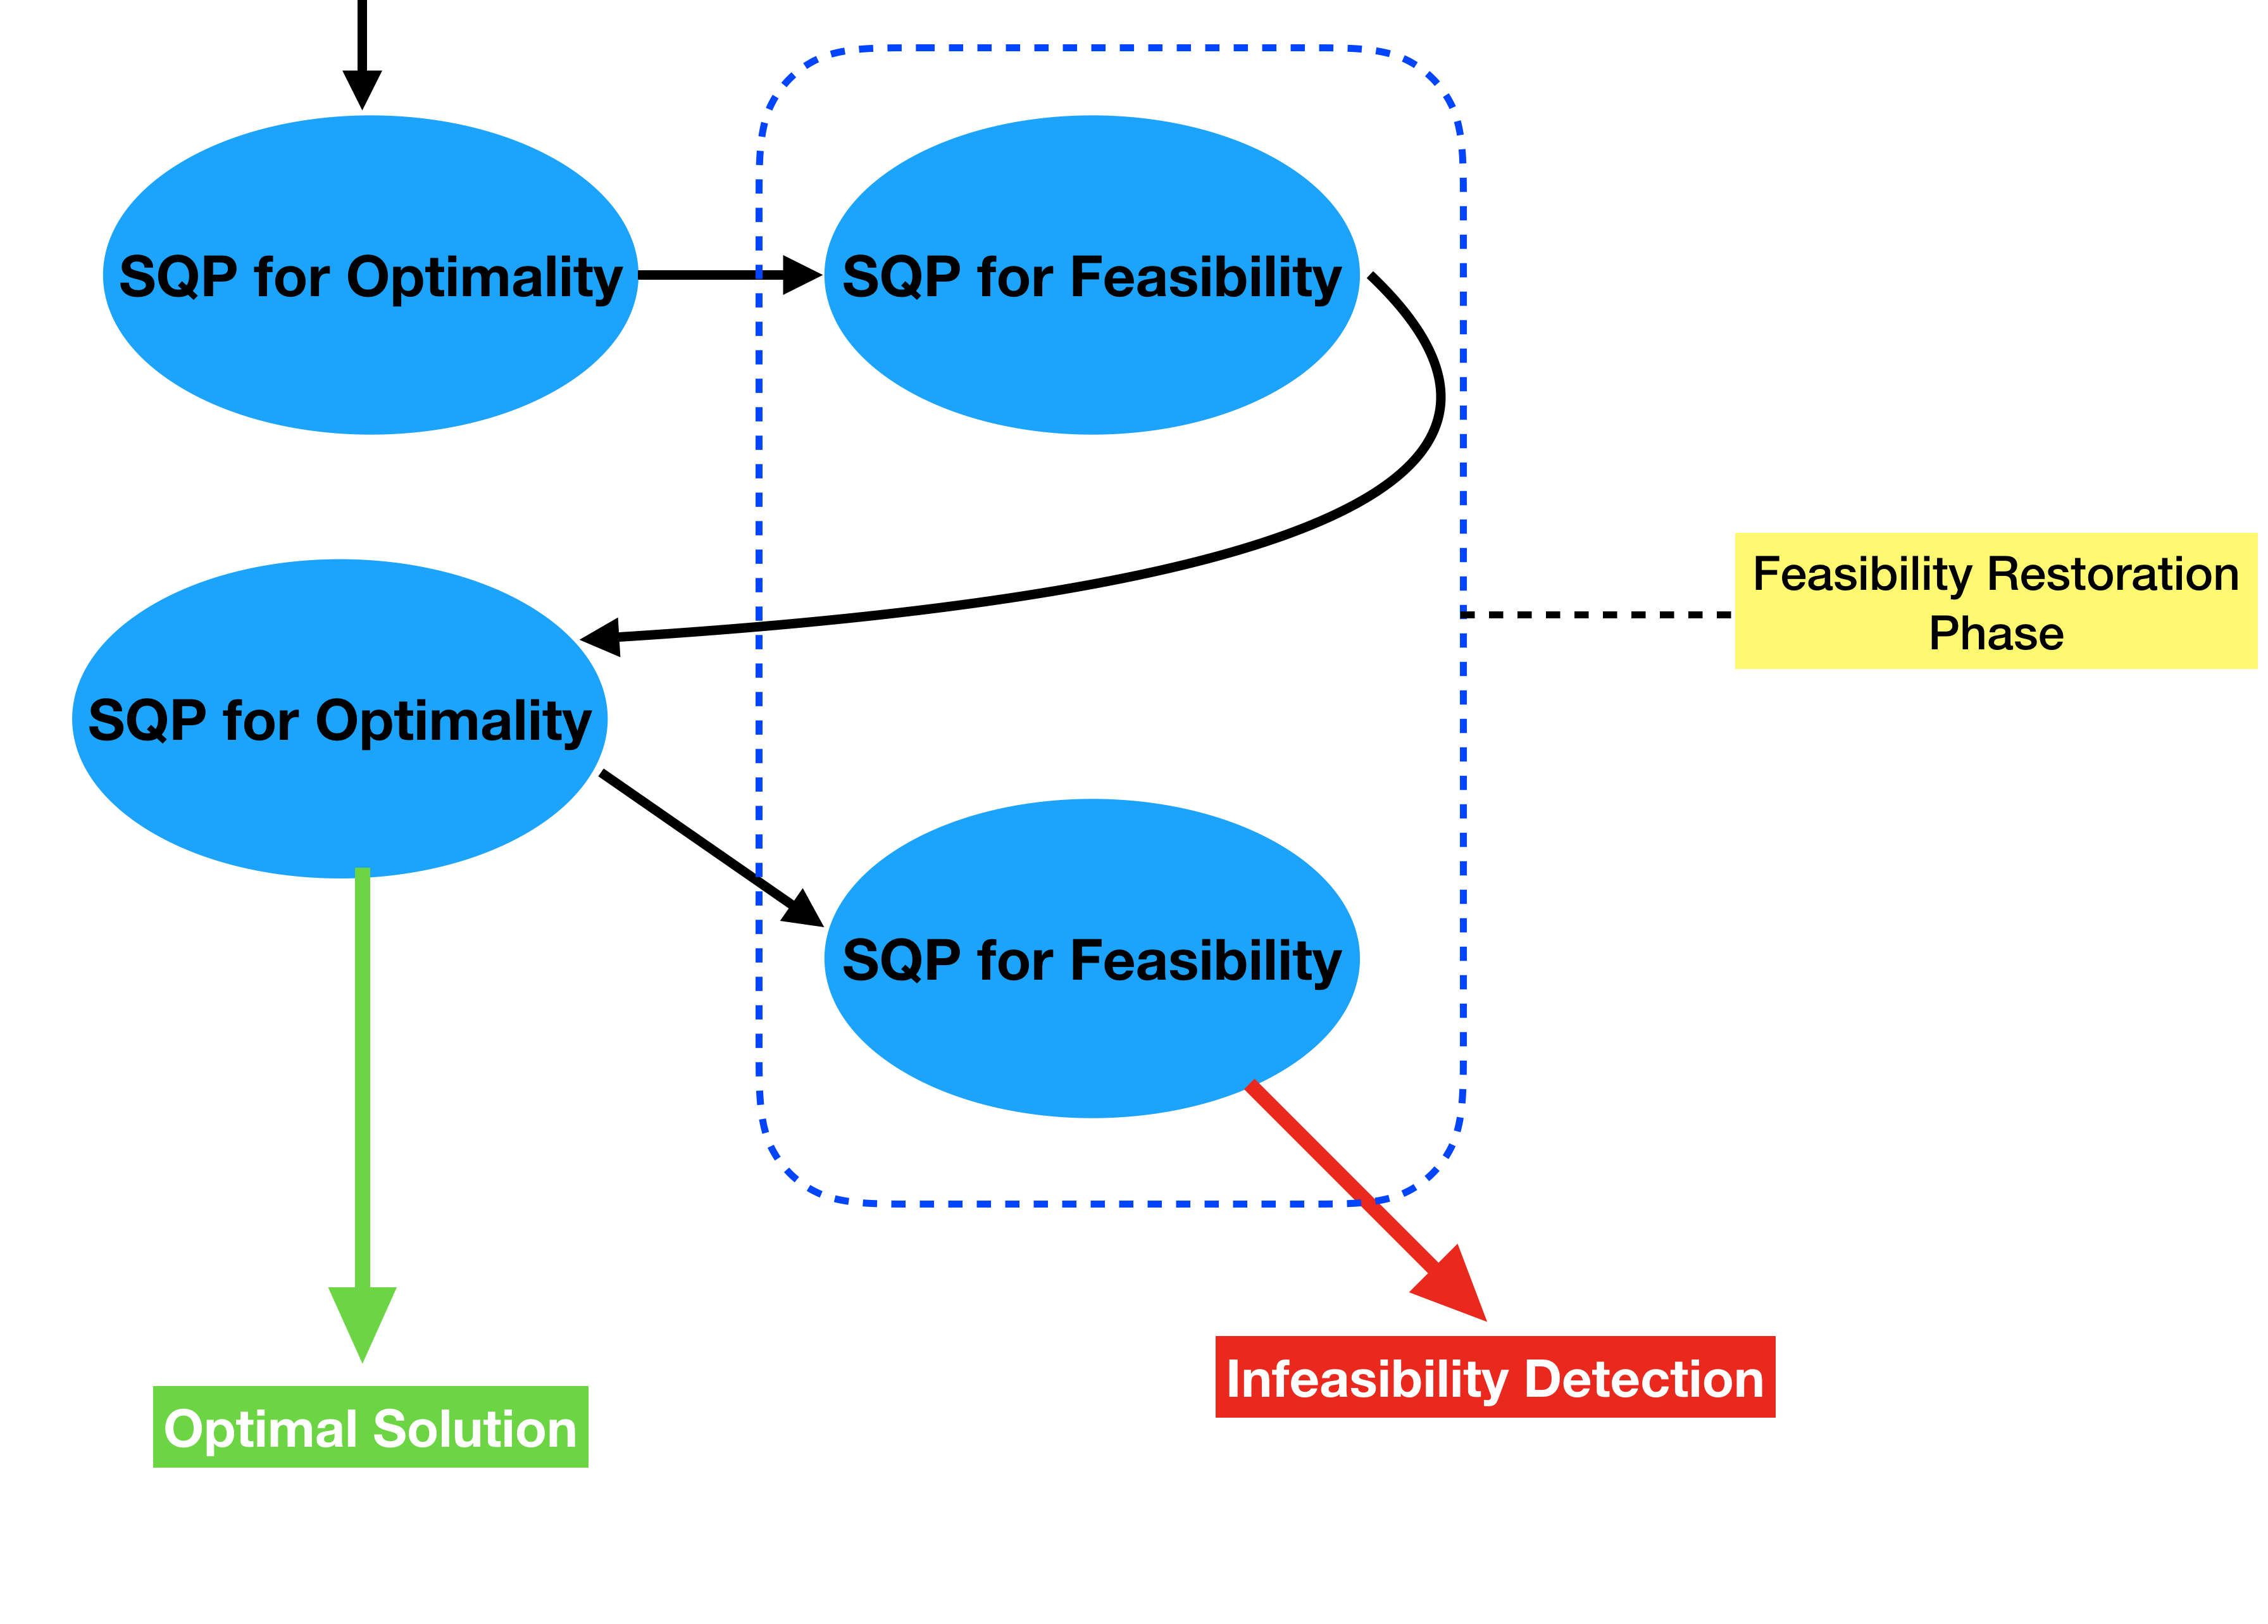 SQP for Optimality
SQP for Feasibility
Feasibility Restoration
Phase
SQP for Optimality
SQP for Feasibility
Infeasibility Detection
Optimal Solution